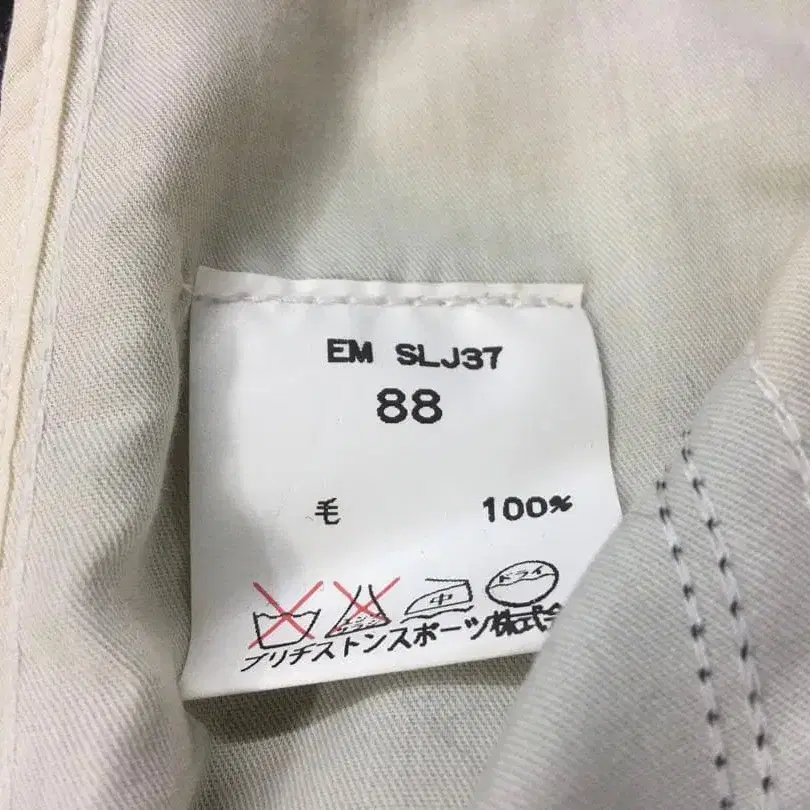 EM SLJ37
88
毛 100%
中 ドライ
ブリヂストンスポーツ株式会